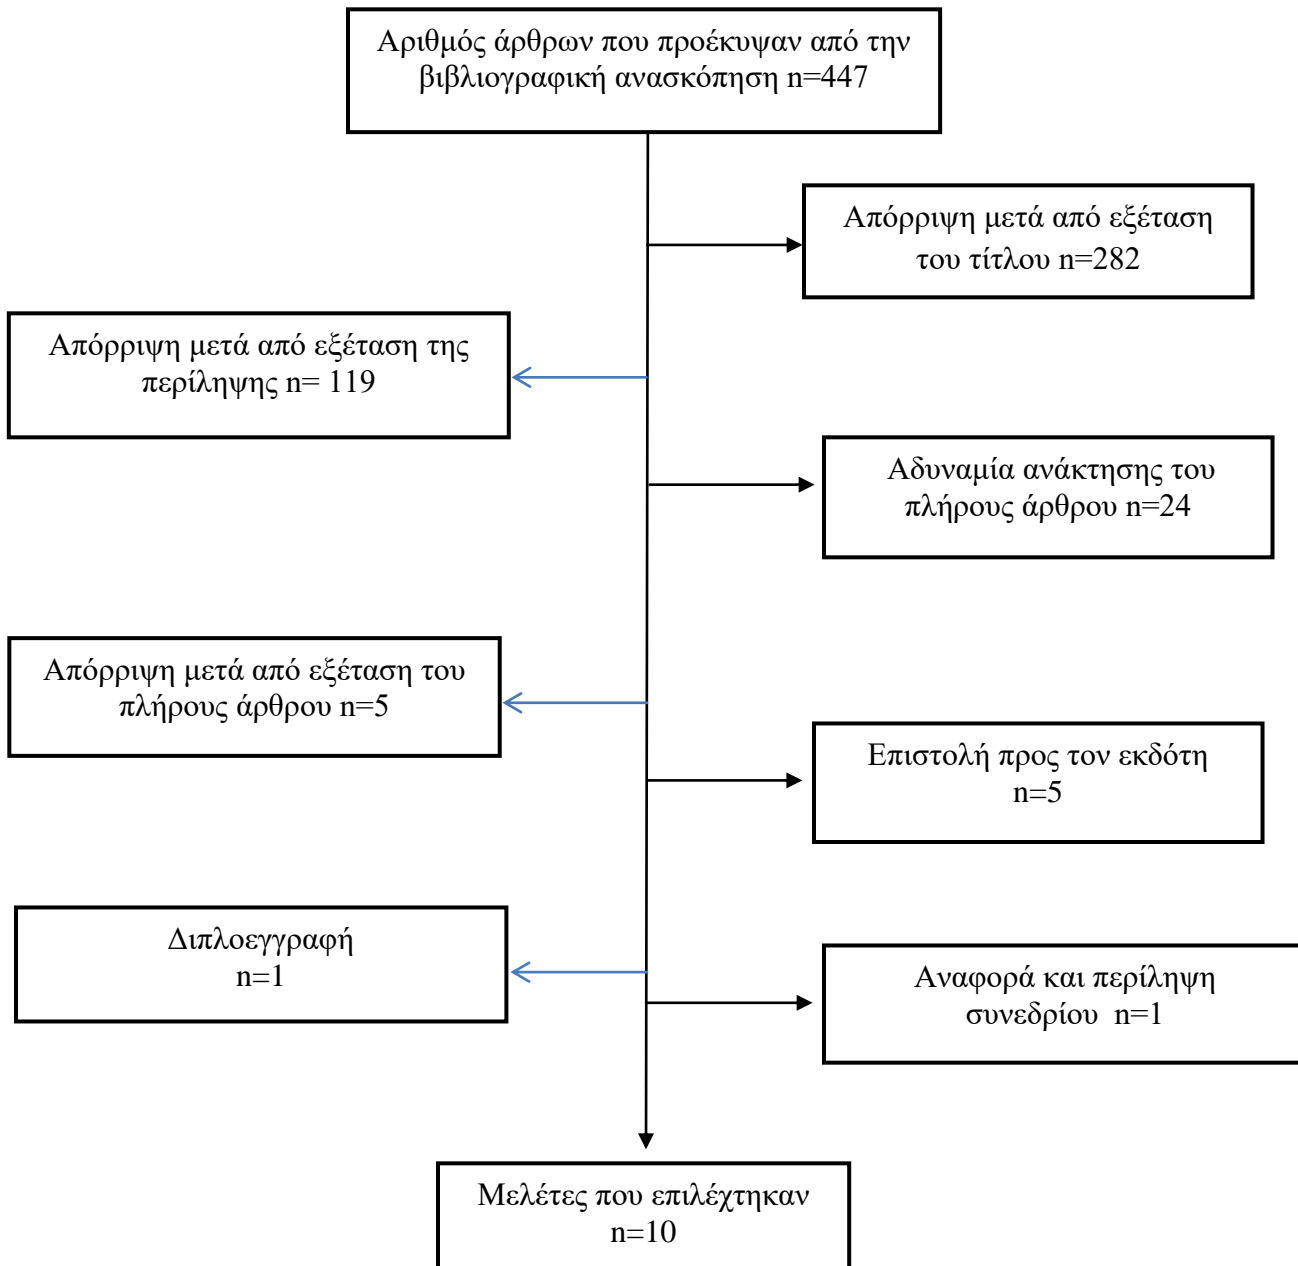 Αριθμός άρθρων που προέκυψαν από την
βιβλιογραφική ανασκόπηση n=447
Απόρριψη μετά από εξέταση
του τίτλου n=282
Απόρριψη μετά από εξέταση της
περίληψης n= 119
Αδυναμία ανάκτησης του
πλήρους άρθρου n=24
Απόρριψη μετά από εξέταση του
πλήρους άρθρου n=5
Επιστολή προς τον εκδότη
n=5
Διπλοεγγραφή
n=1
Αναφορά και περίληψη
συνεδρίου n=1
Μελέτες που επιλέχτηκαν
n=10